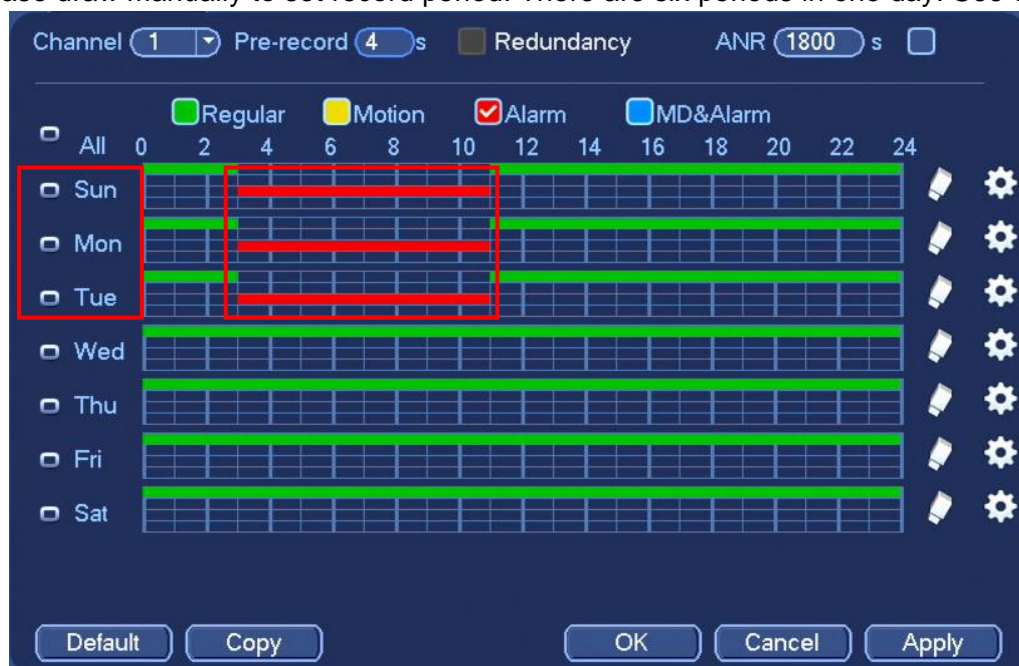 draw manually to set record period. There are six periods in one day.
Channel 1 Pre-record 4 s Redundancy ANR 1800 s
Regular Motion Alarm MD&Alarm
All 0 2 4 6 8 10 12 14 16 18 20 22 24
Sun
Mon
Tue
Wed
Thu
Fri
Sat
Default Copy OK Cancel Apply